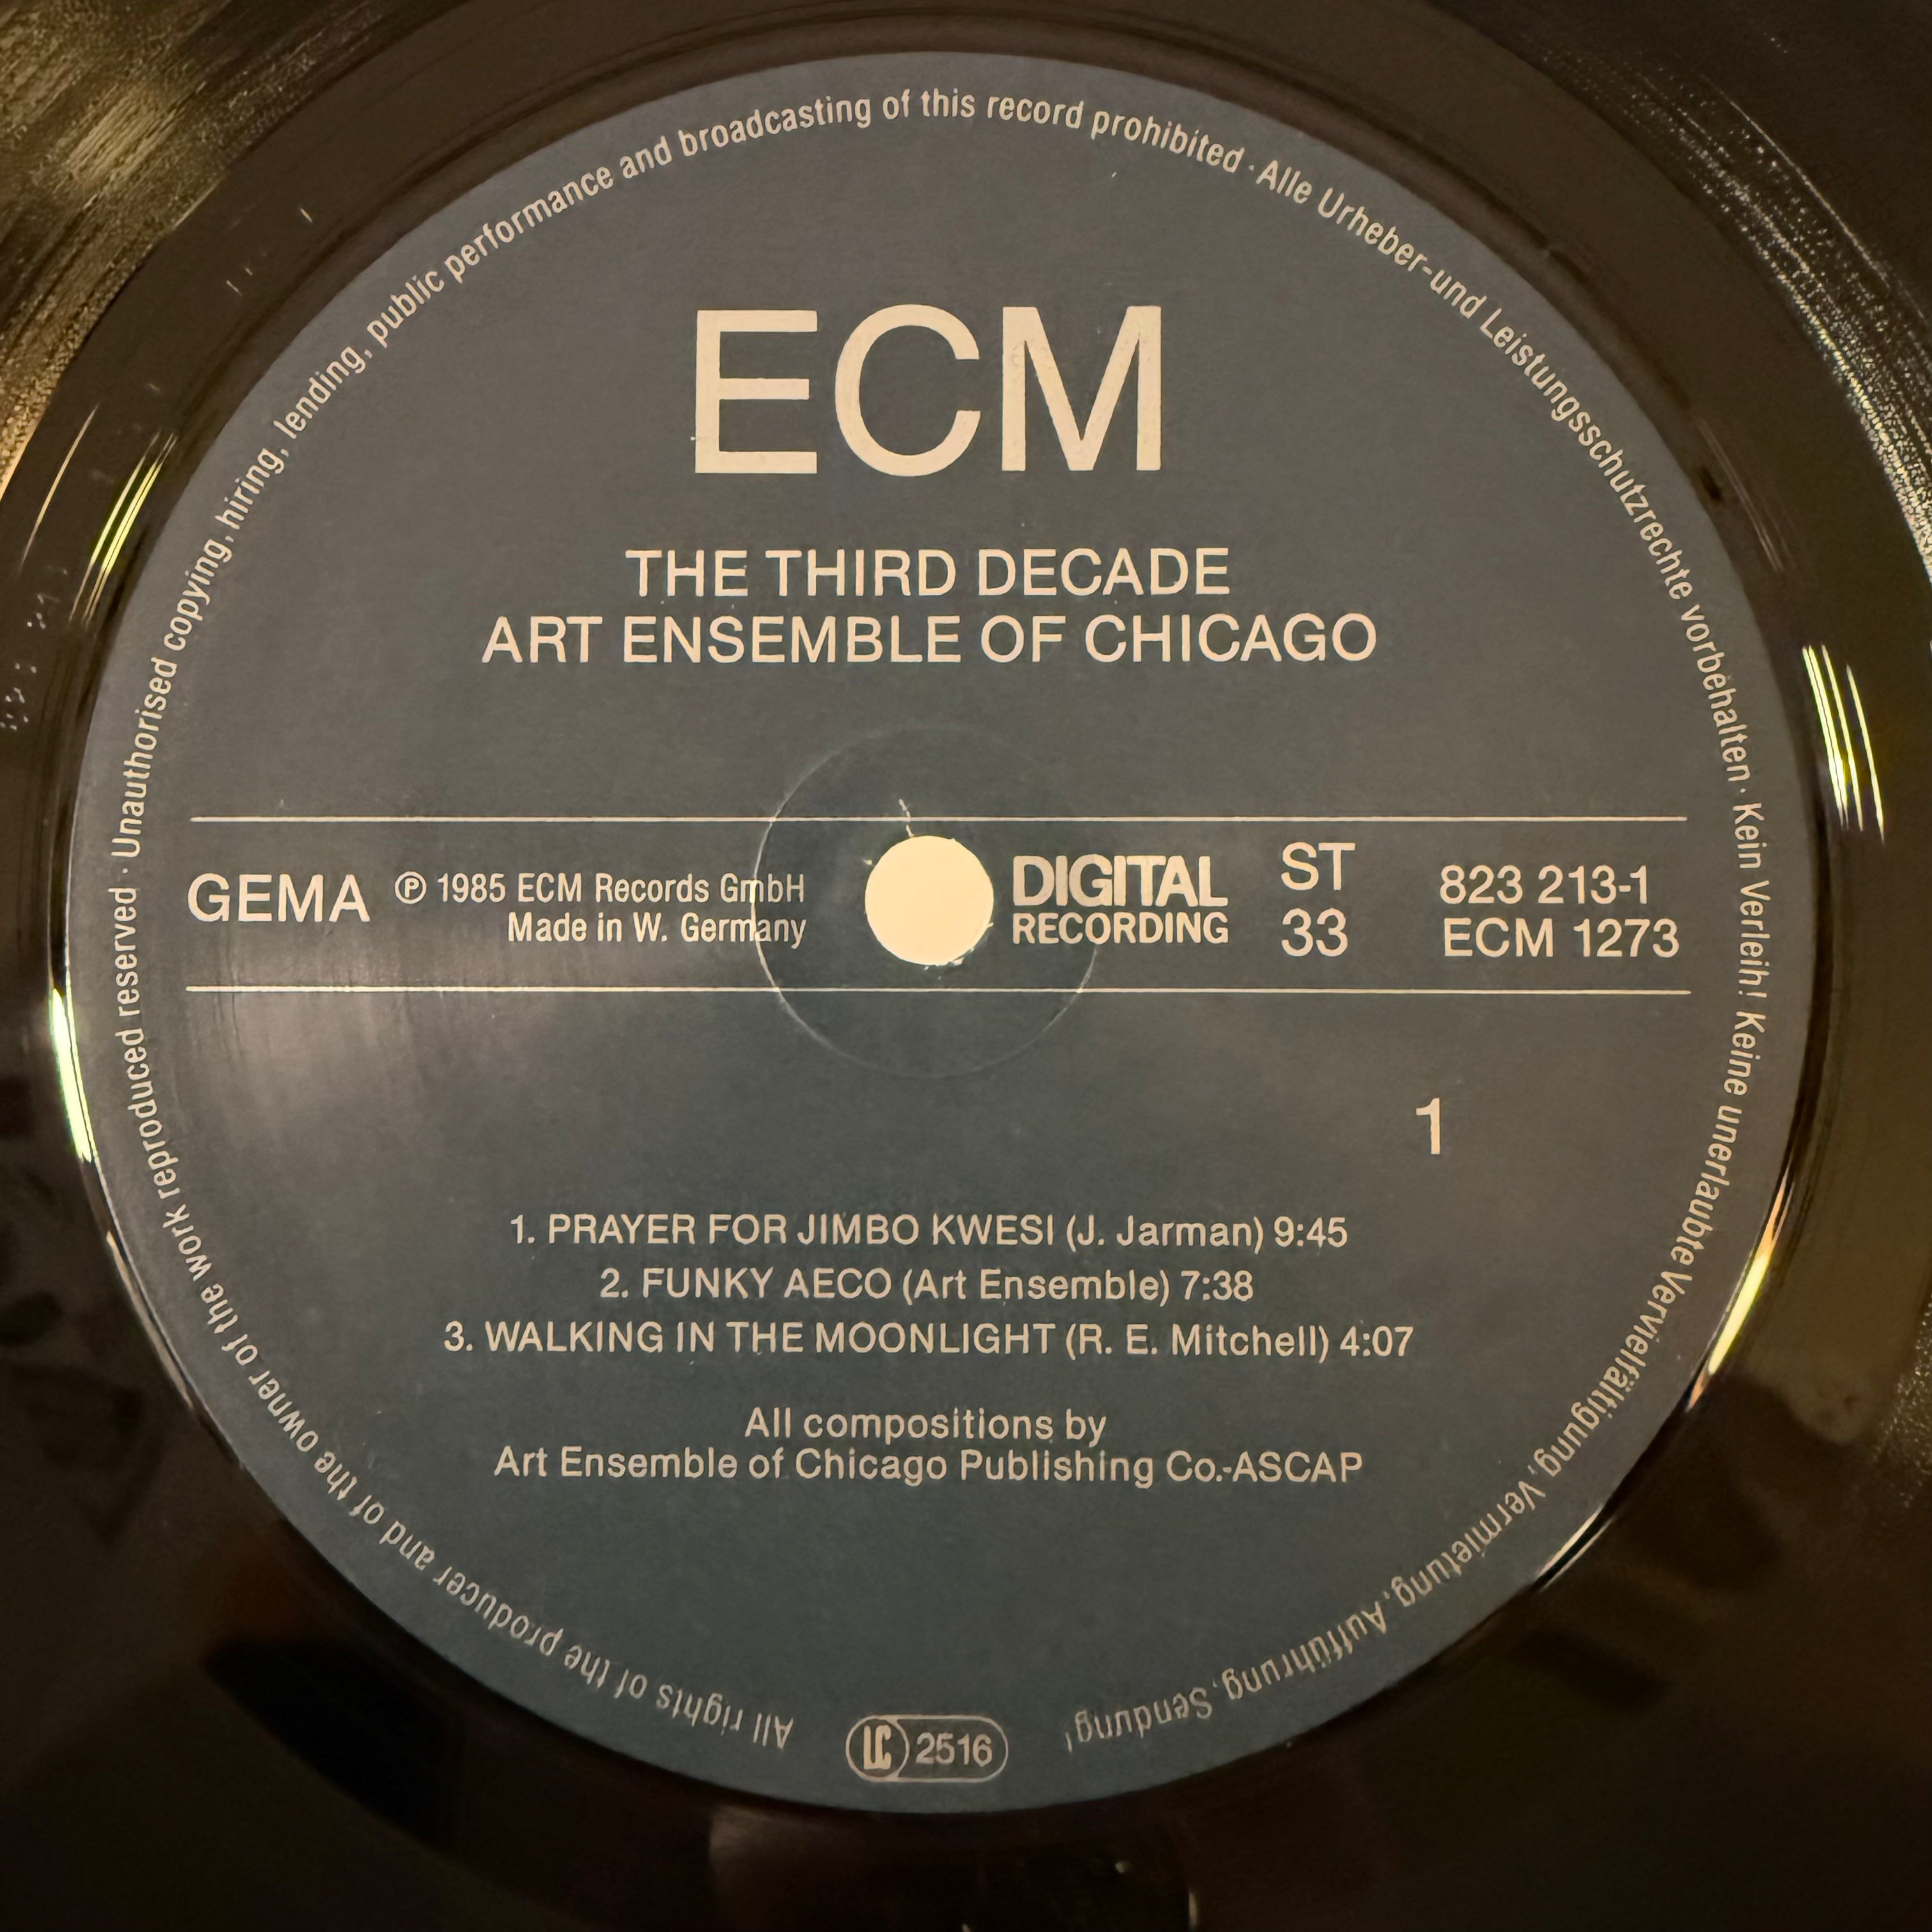 All rights of the producer and of the owner of the work reproduced reserved · Unauthorised copying, hiring, lending, public performance and broadcasting of this record prohibited · Alle Urheber- und Leistungsschutzrechte vorbehalten · Kein Verleih! Keine unerlaubte Vervielfältigung, Vermietung, Aufführung, Sendung!
ECM
THE THIRD DECADE
ART ENSEMBLE OF CHICAGO
GEMA
℗ 1985 ECM Records GmbH
Made in W. Germany
DIGITAL
RECORDING
ST
33
823 213-1
ECM 1273
1
1. PRAYER FOR JIMBO KWESI (J. Jarman) 9:45
2. FUNKY AECO (Art Ensemble) 7:38
3. WALKING IN THE MOONLIGHT (R. E. Mitchell) 4:07
All compositions by
Art Ensemble of Chicago Publishing Co.-ASCAP
LC 2516